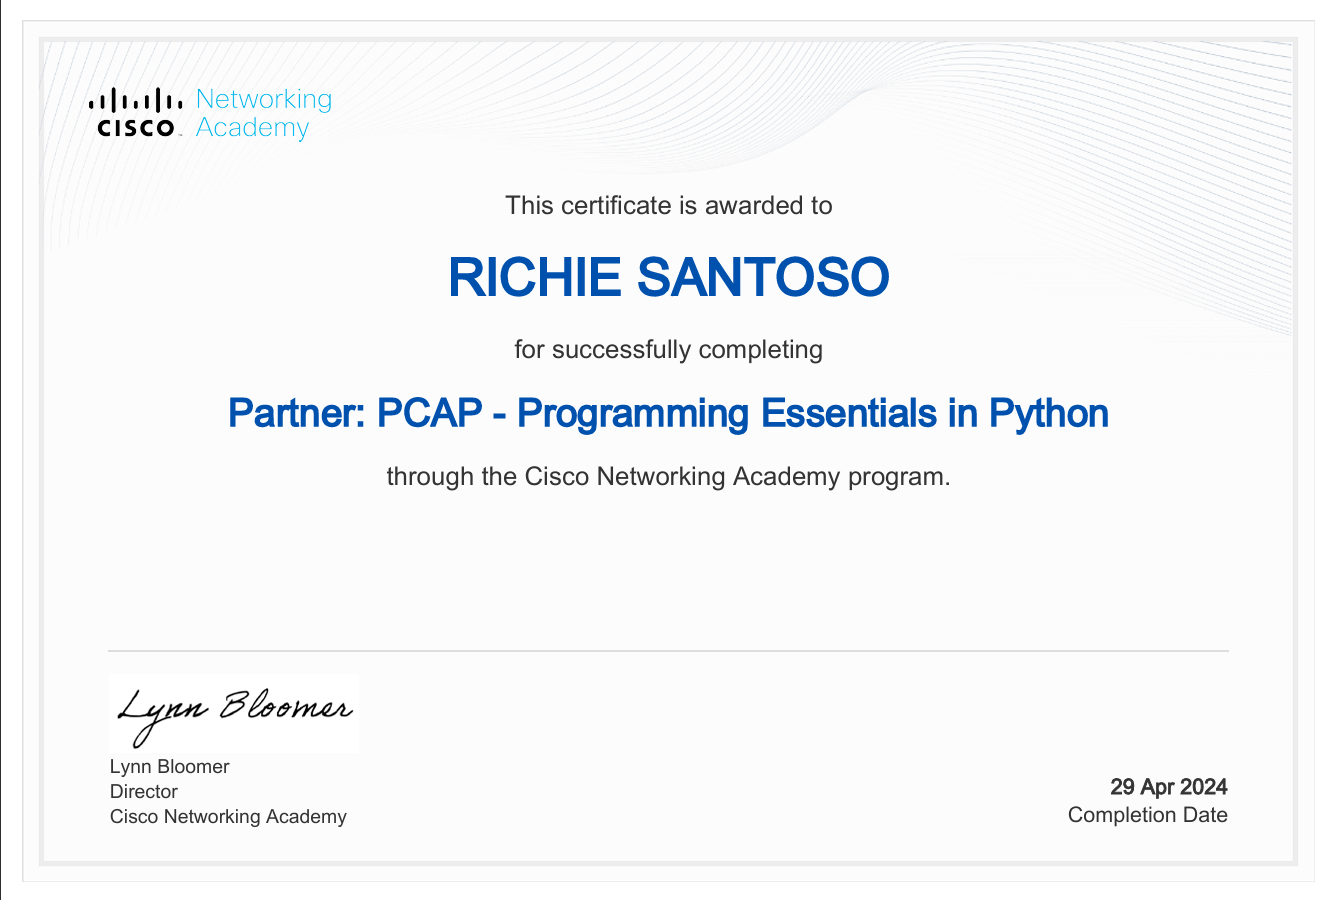 CISCO
Networking
Academy
This certificate is awarded to
RICHIE SANTOSO
for successfully completing
Partner: PCAP - Programming Essentials in Python
through the Cisco Networking Academy program.
Lynn Bloomer
Lynn Bloomer
Director
Cisco Networking Academy
29 Apr 2024
Completion Date